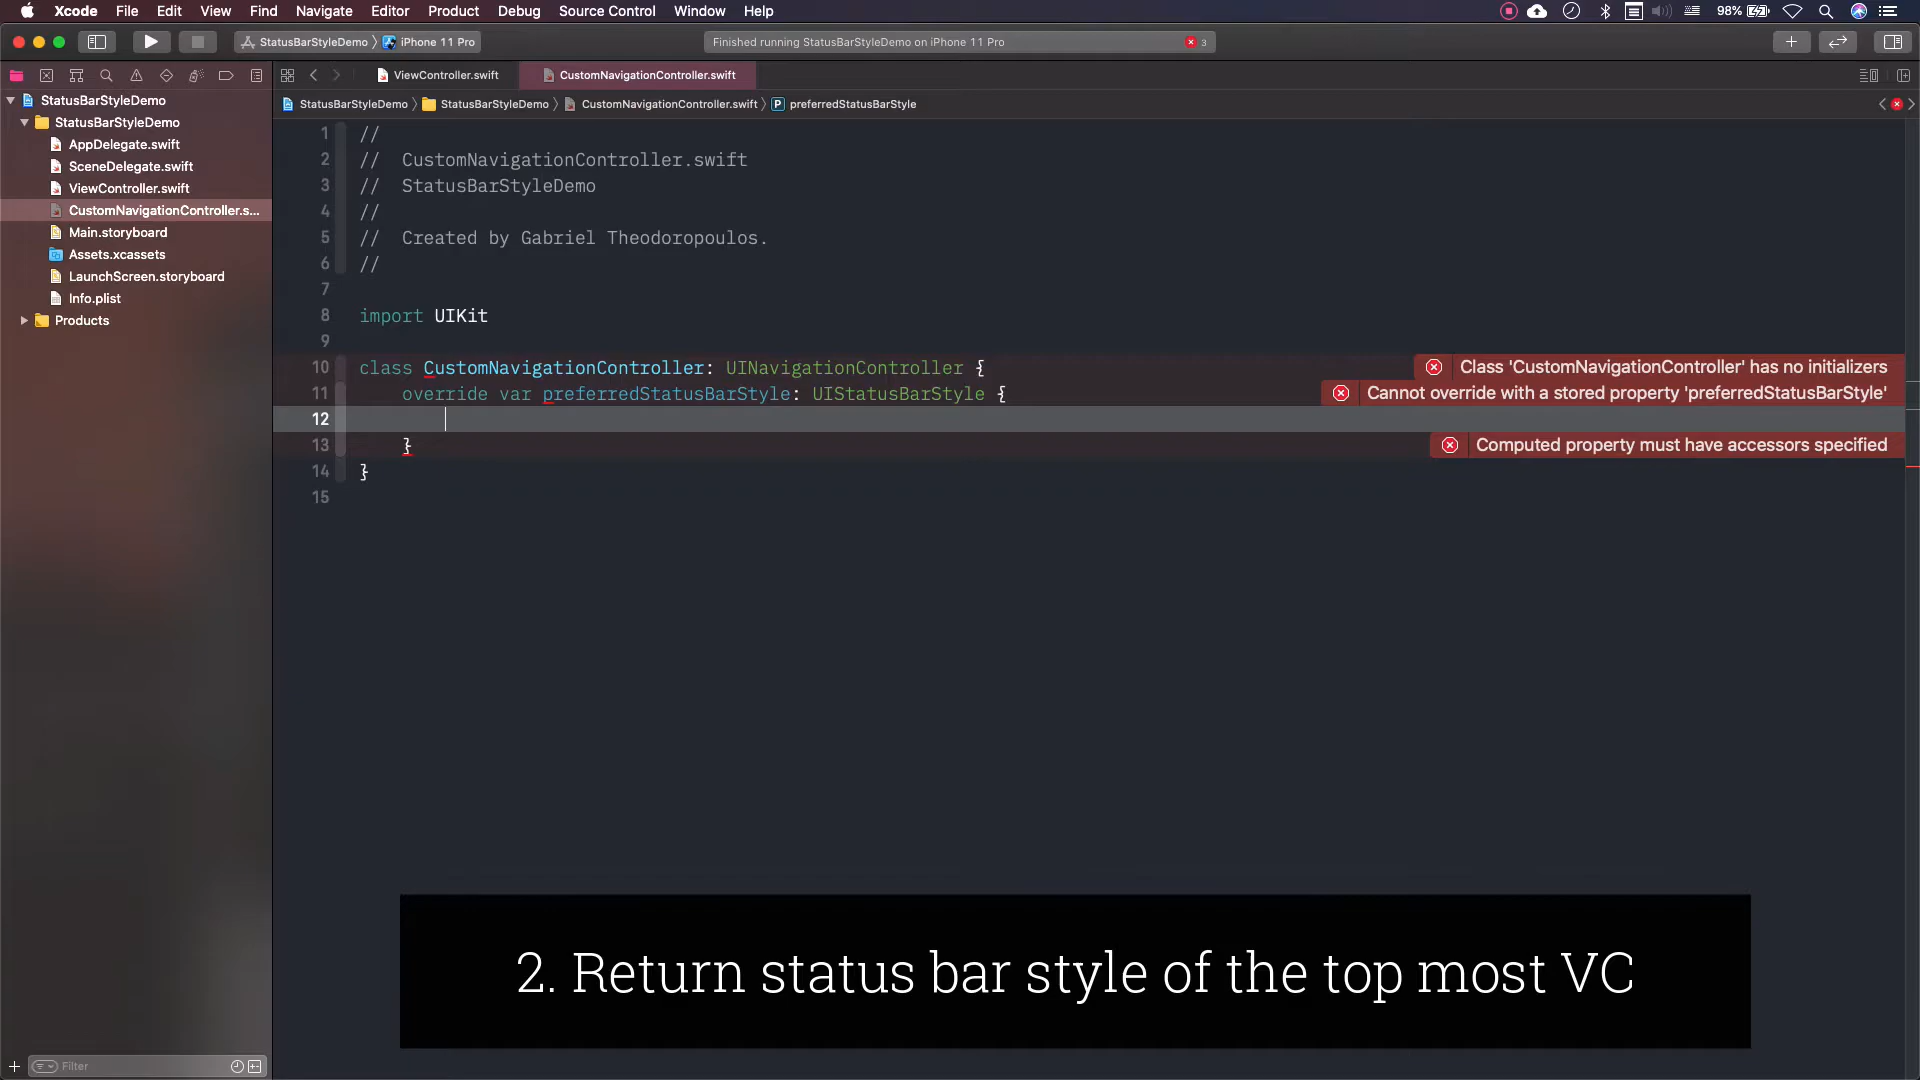 Xcode File Edit View Find Navigate Editor Product Debug Source Control Window Help 98%
StatusBarStyleDemo iPhone 11 Pro Finished running StatusBarStyleDemo on iPhone 11 Pro 3
ViewController.swift CustomNavigationController.swift
StatusBarStyleDemo StatusBarStyleDemo CustomNavigationController.swift P preferredStatusBarStyle
StatusBarStyleDemo
StatusBarStyleDemo
AppDelegate.swift
SceneDelegate.swift
ViewController.swift
CustomNavigationController.s...
Main.storyboard
Assets.xcassets
LaunchScreen.storyboard
Info.plist
Products
1 //
2 // CustomNavigationController.swift
3 // StatusBarStyleDemo
4 //
5 // Created by Gabriel Theodoropoulos.
6 //
7
8 import UIKit
9
10 class CustomNavigationController: UINavigationController { Class 'CustomNavigationController' has no initializers
11 override var preferredStatusBarStyle: UIStatusBarStyle { Cannot override with a stored property 'preferredStatusBarStyle'
12
13 } Computed property must have accessors specified
14 }
15
2. Return status bar style of the top most VC
Filter